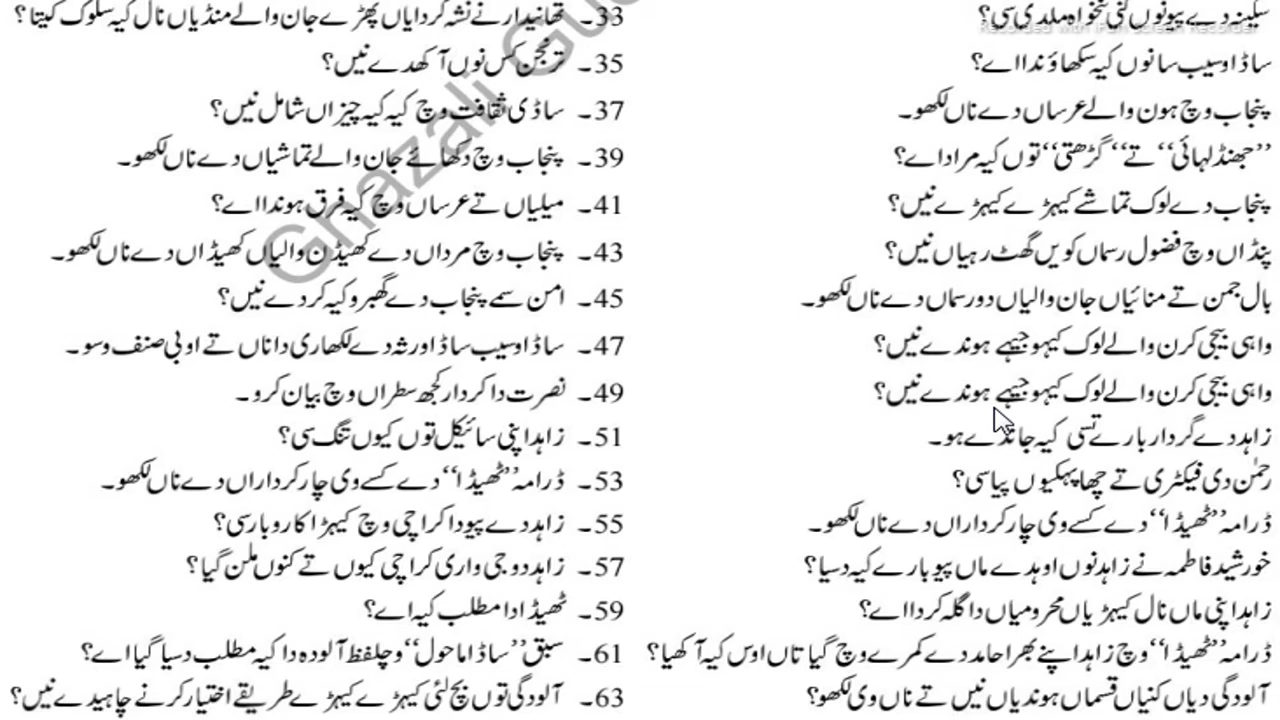 سکینہ دے پیونوں کنی تنخواہ ملدی سی؟ 33۔ تھانیدار نے نشہ کردایاں پھڑے جان والے منڈیاں نال کیہ سلوک کیتا؟
ساڈا وسیب سانوں کیہ سکھاؤندا اے؟ 35۔ ترنجن کس نوں آکھدے نیں؟
پنجاب وچ ہون والے عرساں دے ناں لکھو۔ 37۔ ساڈی ثقافت وچ کیہ کیہ چیزاں شامل نیں؟
’’جھنڈ لہائی‘‘ تے ’’گڑھتی‘‘ توں کیہ مراد اے؟ 39۔ پنجاب وچ دکھائے جان والے تماشیاں دے ناں لکھو۔
پنجاب دے لوک تماشے کیہڑے کیہڑے نیں؟ 41۔ میلیاں تے عرساں وچ کیہ فرق ہوندا اے؟
پنڈاں وچ فضول رسماں کویں گھٹ رہیاں نیں؟ 43۔ پنجاب وچ مرداں دے کھیڈن والیاں کھیڈاں دے ناں لکھو۔
بال جمن تے منائیاں جان والیاں دو رسماں دے ناں لکھو۔ 45۔ امن سمے پنجاب دے گھبرو کیہ کردے نیں؟
واہی بیجی کرن والے لوک کیہو جیہے ہوندے نیں؟ 47۔ ساڈا وسیب ساڈا ورثہ دے لکھاری دا ناں تے اوبی صنف وسو۔
واہی بیجی کرن والے لوک کیہو جیہے ہوندے نیں؟ 49۔ نصرت دا کردار کجھ سطراں وچ بیان کرو۔
زاہد دے گردار بارے تسی کیہ جاندے ہو۔ 51۔ زاہد اپنی سائیکل توں کیوں تنگ سی؟
رحمٰن دی فیکٹری تے چھاپہ کیوں پیا سی؟ 53۔ ڈرامہ ’’ٹھیڈا‘‘ دے کسے وی چار کرداراں دے ناں لکھو۔
ڈرامہ ’’ٹھیڈا‘‘ دے کسے وی چار کرداراں دے ناں لکھو۔ 55۔ زاہد دے پیو دا کراچی وچ کیہڑا کاروبار سی؟
خورشید فاطمہ نے زاہد نوں اوہدے ماں پیو بارے کیہ دسیا؟ 57۔ زاہد دوجی واری کراچی کیوں تے کنوں ملن گیا؟
زاہد اپنی ماں نال کیہڑیاں محرومیاں دا گلہ کردا اے؟ 59۔ ٹھیڈا دا مطلب کیہ اے؟
ڈرامہ ’’ٹھیڈا‘‘ وچ زاہد اپنے بھرا حامد دے کمرے وچ گیا تاں اوس کیہ آکھیا؟ 61۔ سبق ’’ساڈا ماحول‘‘ وچ لفظ آلودہ دا کیہ مطلب دسیا گیا اے؟
آلودگی دیاں کنیاں قسماں ہوندیاں نیں تے ناں وی لکھو؟ 63۔ آلودگی توں بچ لئی کیہڑے کیہڑے طریقے اختیار کرنے چاہیدے نیں؟